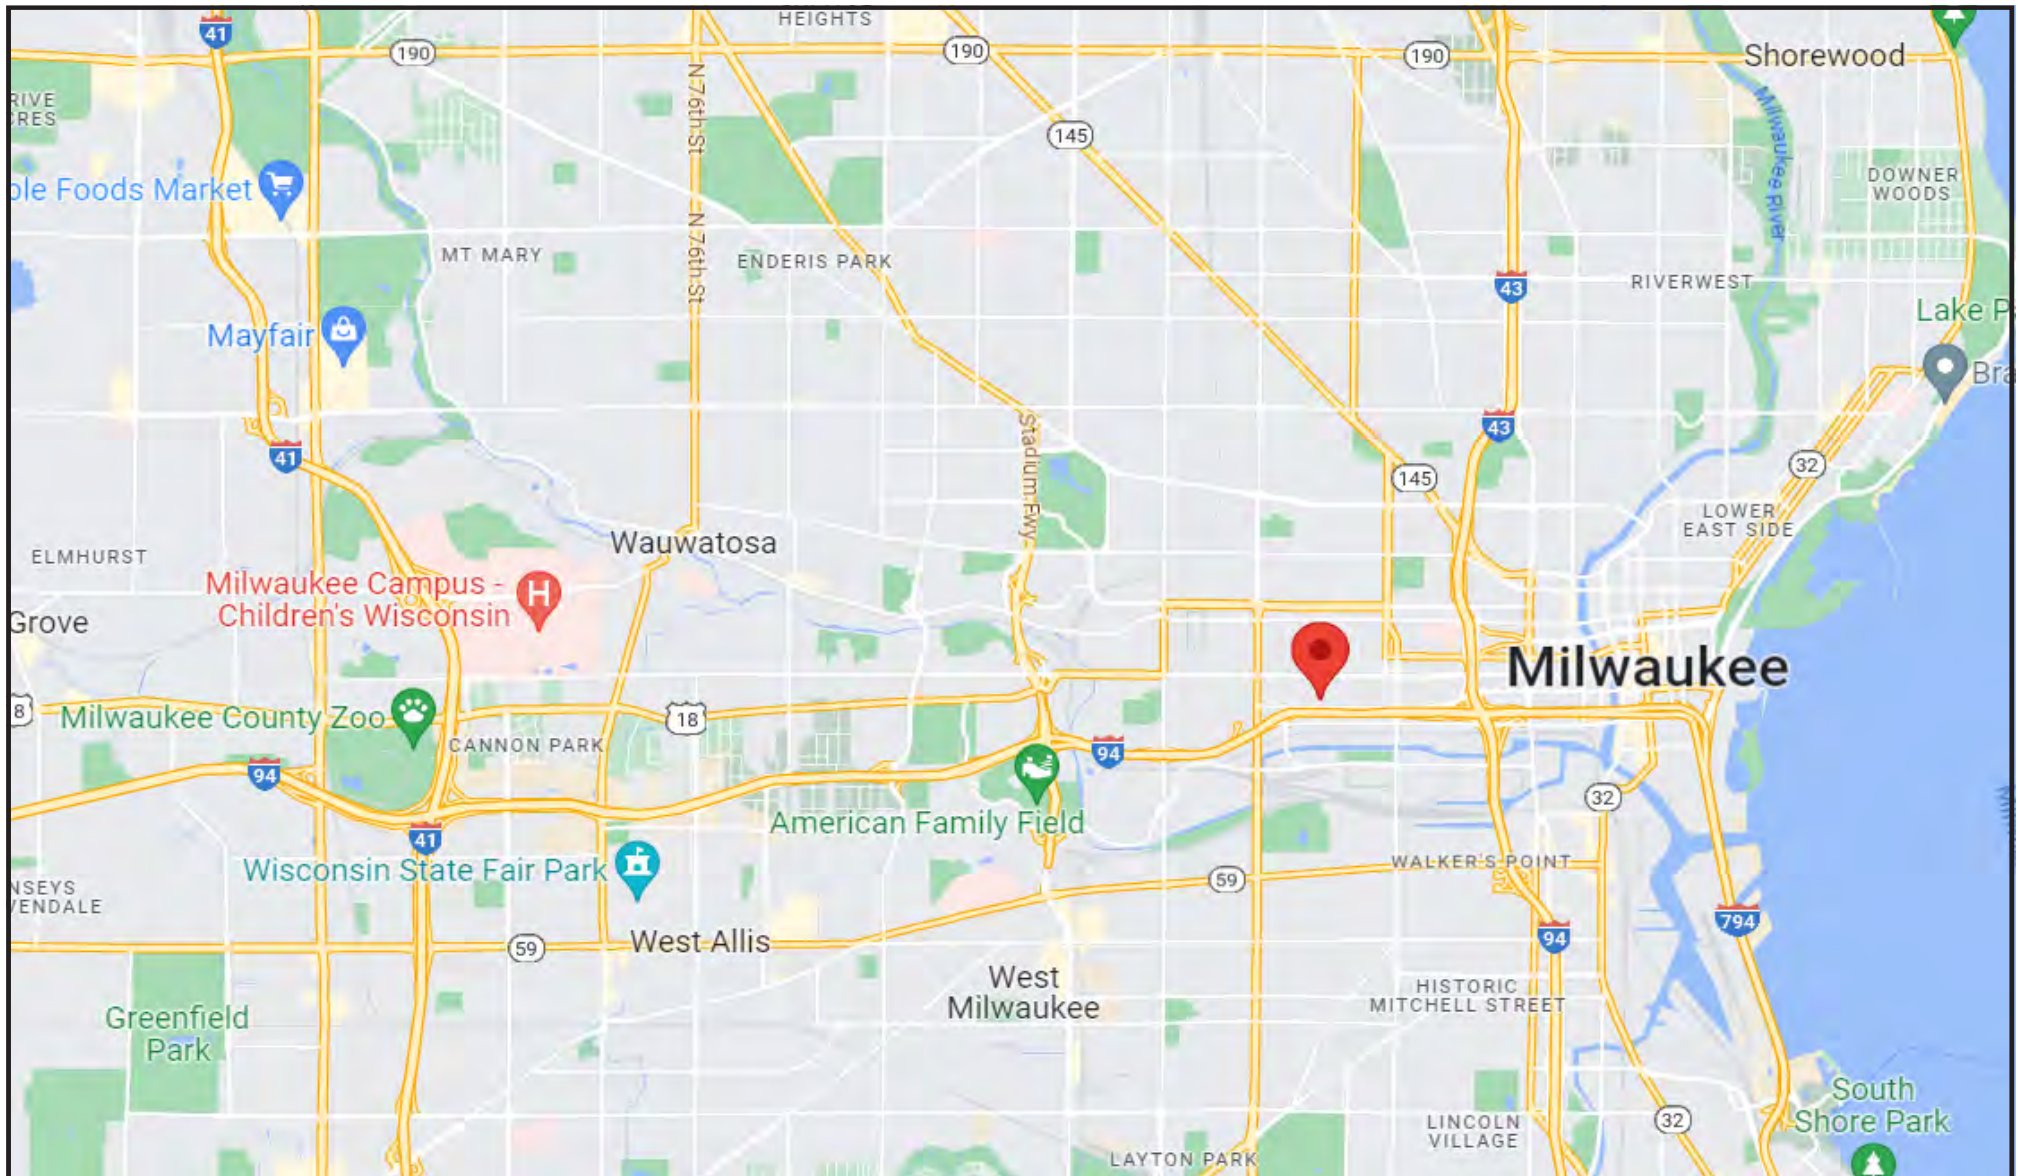 HEIGHTS
41
190
190
190
Shorewood
RIVE
CRES
N 76th St
145
Milwaukee River
ole Foods Market
DOWNER
WOODS
N 76th St
MT MARY
ENDERIS PARK
43
RIVERWEST
Lake P
Mayfair
Bra
Stadium Fwy
43
41
145
32
LOWER
EAST SIDE
Wauwatosa
ELMHURST
Milwaukee Campus -
Children's Wisconsin
H
Grove
Milwaukee
8
Milwaukee County Zoo
18
CANNON PARK
94
94
32
American Family Field
41
Wisconsin State Fair Park
WALKER'S POINT
59
NSEYS
VENDALE
794
94
59
West Allis
West
Milwaukee
HISTORIC
MITCHELL STREET
Greenfield
Park
South
Shore Park
LINCOLN
VILLAGE
32
LAYTON PARK